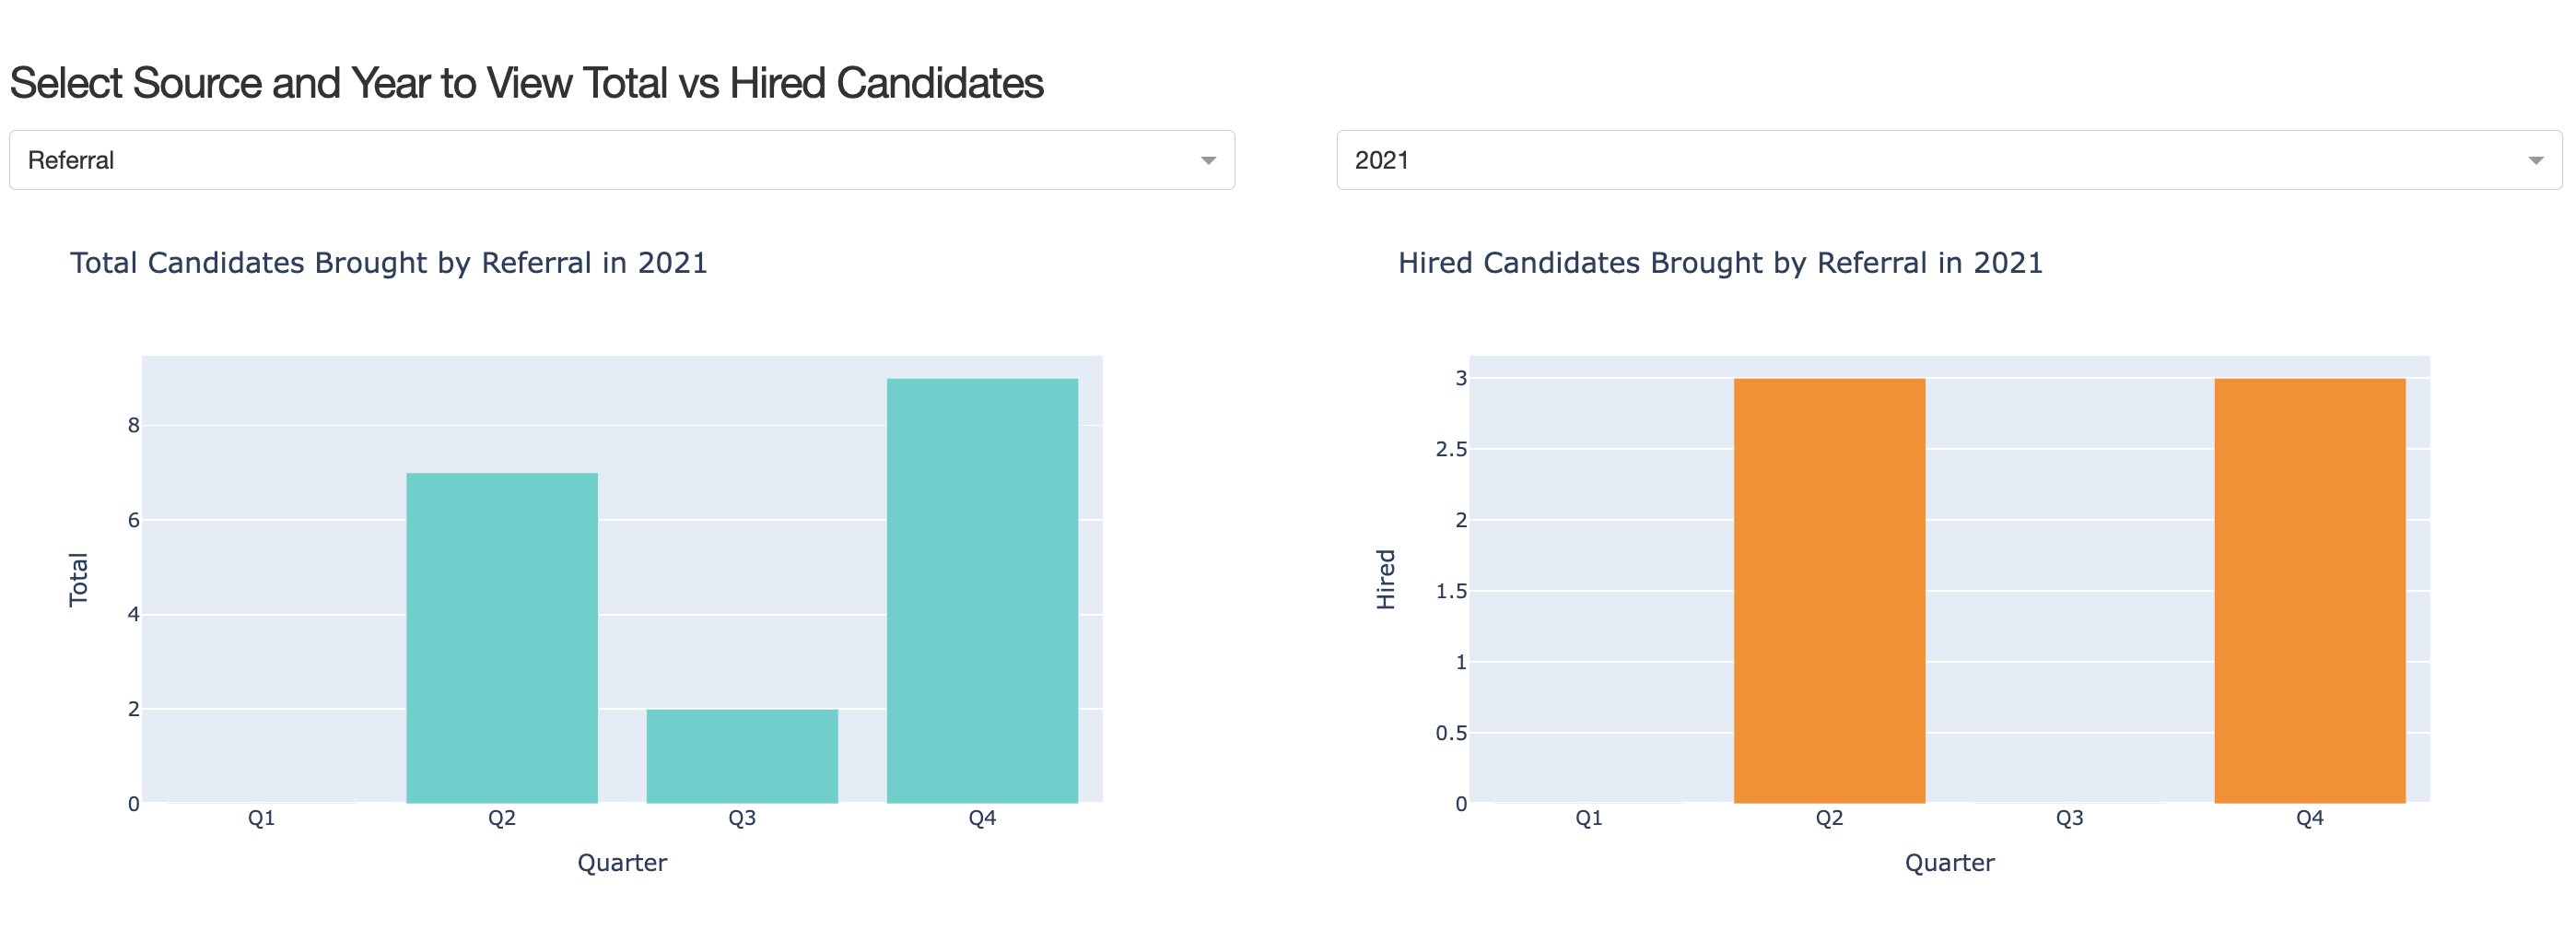 Select Source and Year to View Total vs Hired Candidates
Referral
2021
Total Candidates Brought by Referral in 2021
8
6
4
2
0
Total
Q1 Q2 Q3 Q4
Quarter
Hired Candidates Brought by Referral in 2021
3
2.5
2
1.5
1
0.5
0
Hired
Q1 Q2 Q3 Q4
Quarter